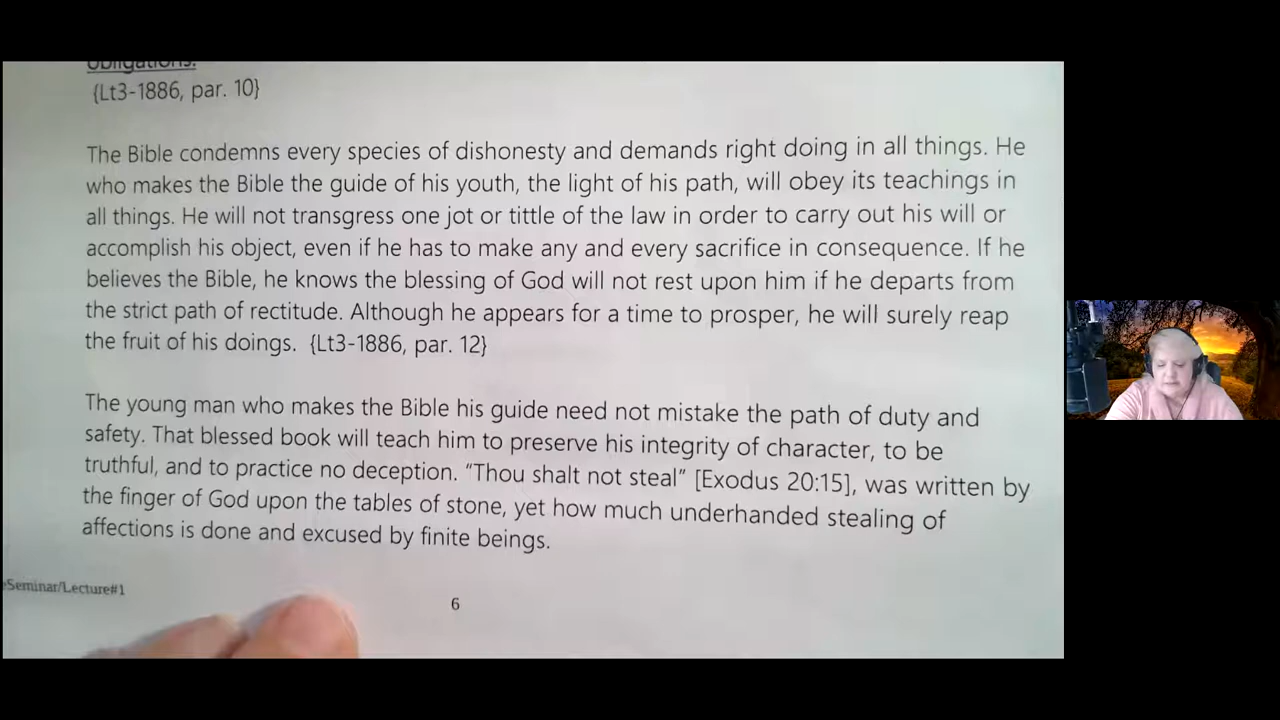 obligations.
{Lt3-1886, par. 10}
The Bible condemns every species of dishonesty and demands right doing in all things. He
who makes the Bible the guide of his youth, the light of his path, will obey its teachings in
all things. He will not transgress one jot or tittle of the law in order to carry out his will or
accomplish his object, even if he has to make any and every sacrifice in consequence. If he
believes the Bible, he knows the blessing of God will not rest upon him if he departs from
the strict path of rectitude. Although he appears for a time to prosper, he will surely reap
the fruit of his doings. {Lt3-1886, par. 12}
The young man who makes the Bible his guide need not mistake the path of duty and
safety. That blessed book will teach him to preserve his integrity of character, to be
truthful, and to practice no deception. “Thou shalt not steal” [Exodus 20:15], was written by
the finger of God upon the tables of stone, yet how much underhanded stealing of
affections is done and excused by finite beings.
eSeminar/Lecture#1
6